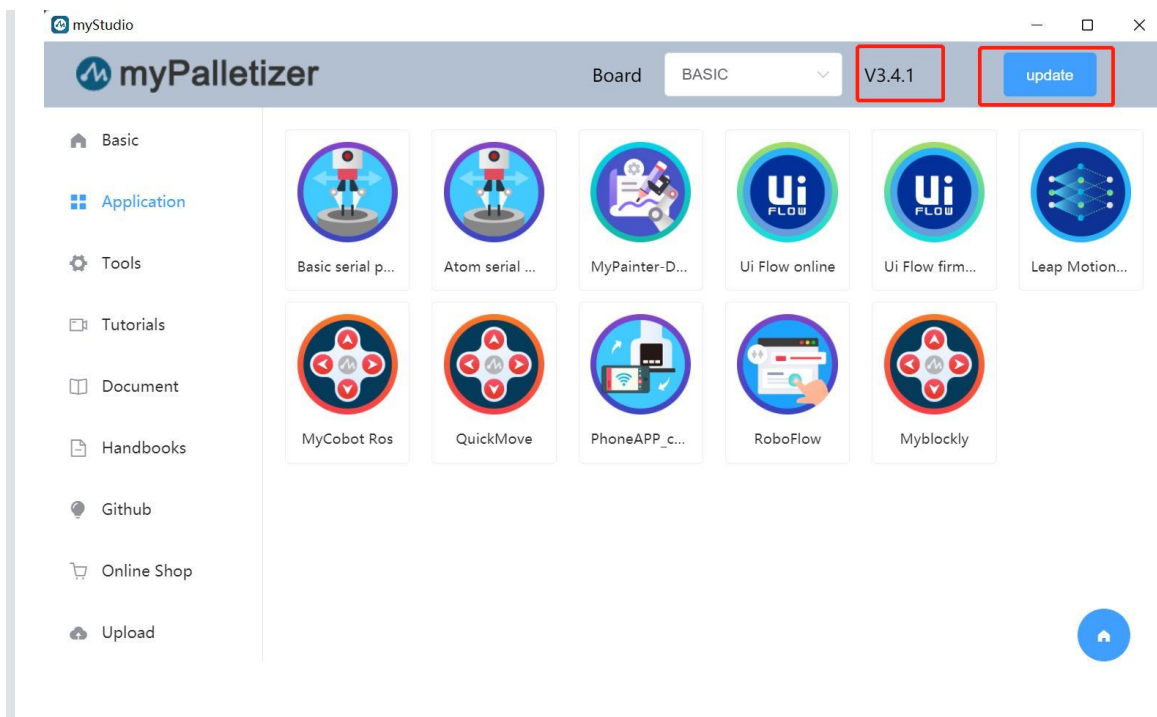 myStudio
myPalletizer
Board
BASIC
V3.4.1
update
Basic
Application
Tools
Tutorials
Document
Handbooks
Github
Online Shop
Upload
Ui
FLOW
Ui
FLOW
Basic serial p...
Atom serial ...
MyPainter-D...
Ui Flow online
Ui Flow firm...
Leap Motion...
MyCobot Ros
QuickMove
PhoneAPP_c...
RoboFlow
Myblockly